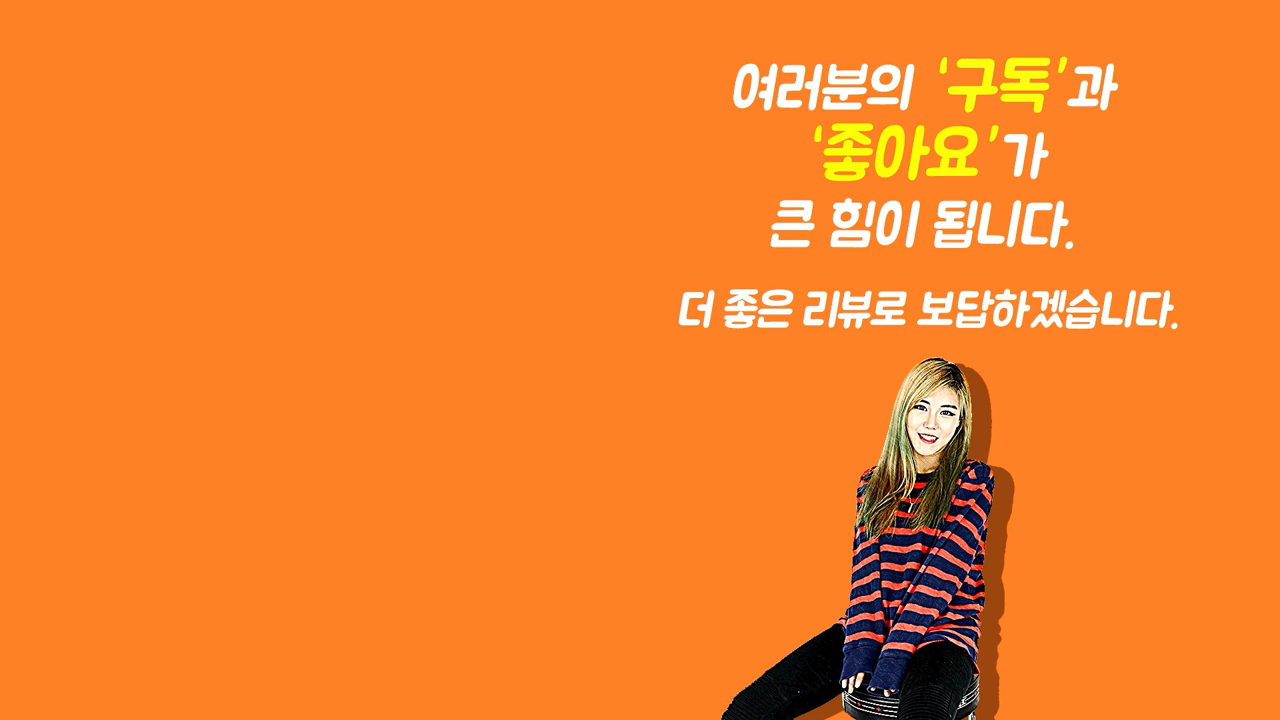 여러분의 ‘구독’과
‘좋아요’가
큰 힘이 됩니다.
더 좋은 리뷰로 보답하겠습니다.